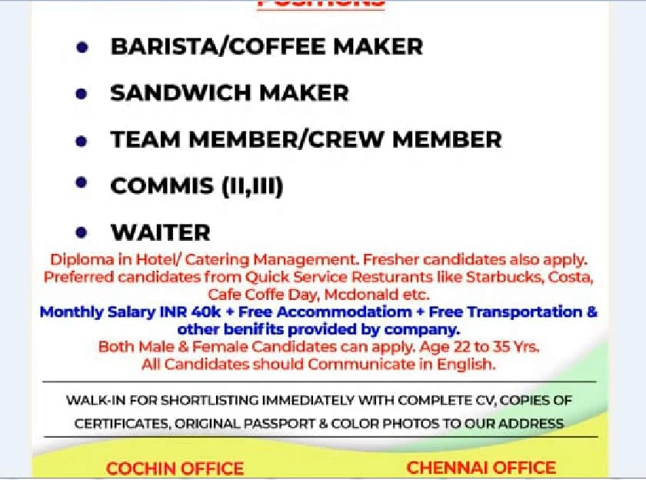 POSITIONS
• BARISTA/COFFEE MAKER
• SANDWICH MAKER
• TEAM MEMBER/CREW MEMBER
• COMMIS (II,III)
• WAITER
Diploma in Hotel/ Catering Management. Fresher candidates also apply.
Preferred candidates from Quick Service Resturants like Starbucks, Costa,
Cafe Coffe Day, Mcdonald etc.
Monthly Salary INR 40k + Free Accommodatiom + Free Transportation &
other benifits provided by company.
Both Male & Female Candidates can apply. Age 22 to 35 Yrs.
All Candidates should Communicate in English.
WALK-IN FOR SHORTLISTING IMMEDIATELY WITH COMPLETE CV, COPIES OF
CERTIFICATES, ORIGINAL PASSPORT & COLOR PHOTOS TO OUR ADDRESS
COCHIN OFFICE
CHENNAI OFFICE